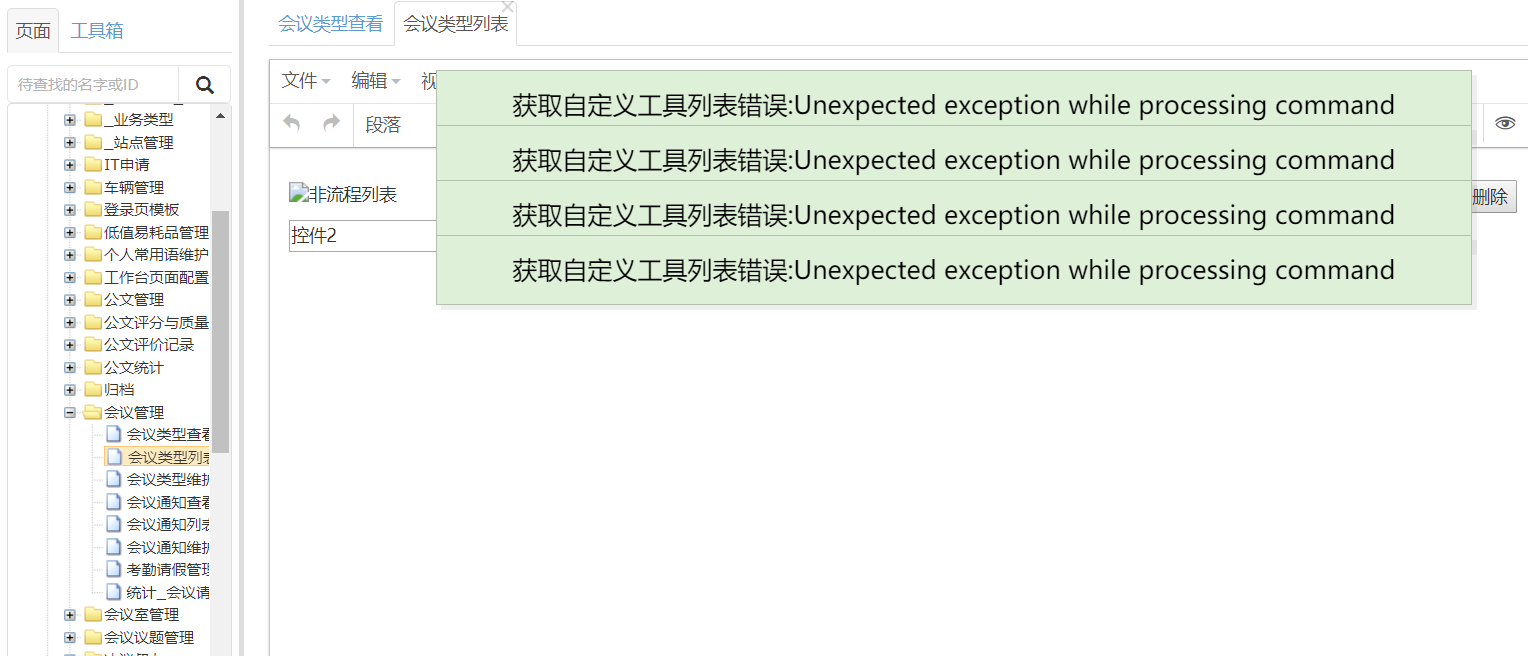 页面 工具箱
待查找的名字或ID
_业务类型
_站点管理
IT申请
车辆管理
登录页模板
低值易耗品管理
个人常用语维护
工作台页面配置
公文管理
公文评分与质量
公文评价记录
公文统计
归档
会议管理
会议类型查看
会议类型列表
会议类型维护
会议通知查看
会议通知列表
会议通知维护
考勤请假管理
统计_会议请
会议室管理
会议议题管理
会议类型查看 会议类型列表
文件 编辑 视
段落
获取自定义工具列表错误:Unexpected exception while processing command
获取自定义工具列表错误:Unexpected exception while processing command
获取自定义工具列表错误:Unexpected exception while processing command
获取自定义工具列表错误:Unexpected exception while processing command
非流程列表
删除
控件2